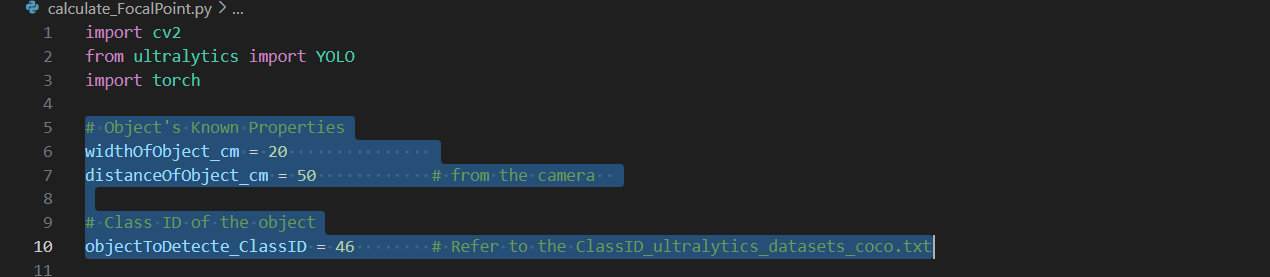 calculate_FocalPoint.py > ...
1 import cv2
2 from ultralytics import YOLO
3 import torch
4
5 # Object's Known Properties
6 widthOfObject_cm = 20
7 distanceOfObject_cm = 50 # from the camera
8
9 # Class ID of the object
10 objectToDetecte_ClassID = 46 # Refer to the ClassID_ultralytics_datasets_coco.txt
11